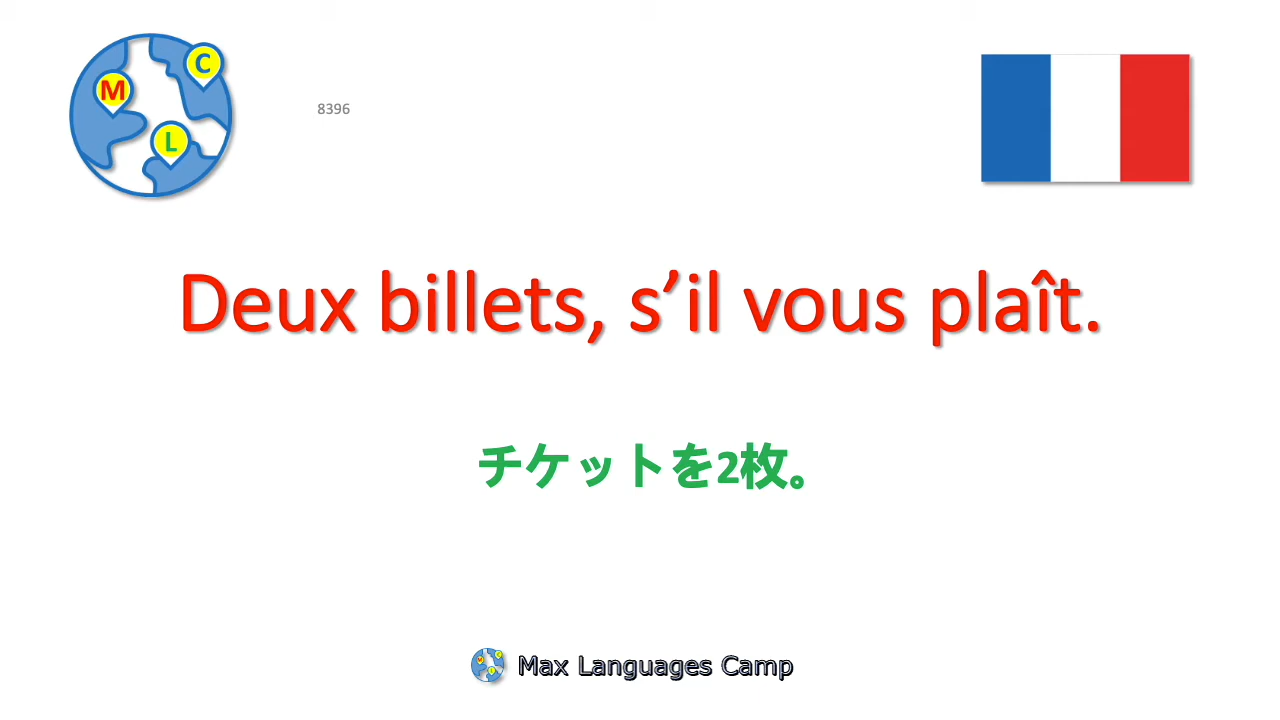 M
C
L
8396
Deux billets, s’il vous plaît.
チケットを2枚。
Max Languages Camp